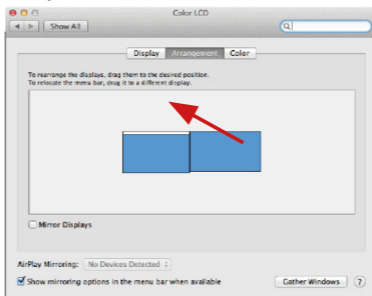 Color LCD
Show All
Display Arrangement Color
To rearrange the displays, drag them to the desired position.
To relocate the menu bar, drag it to a different display.
Mirror Displays
AirPlay Mirroring: No Devices Detected
Show mirroring options in the menu bar when available
Gather Windows ?